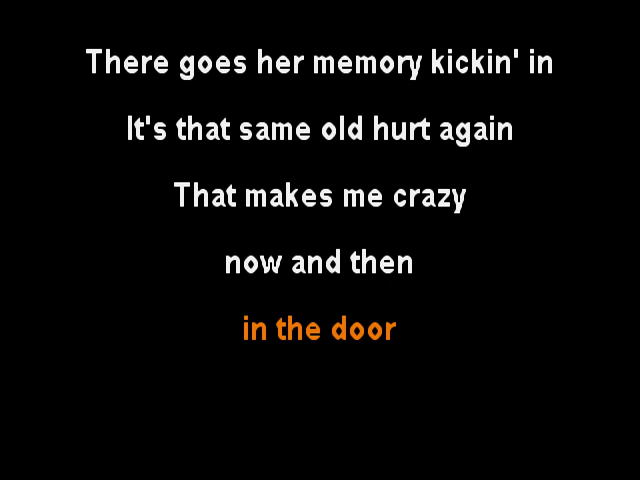 There goes her memory kickin' in
It's that same old hurt again
That makes me crazy
now and then
in the door